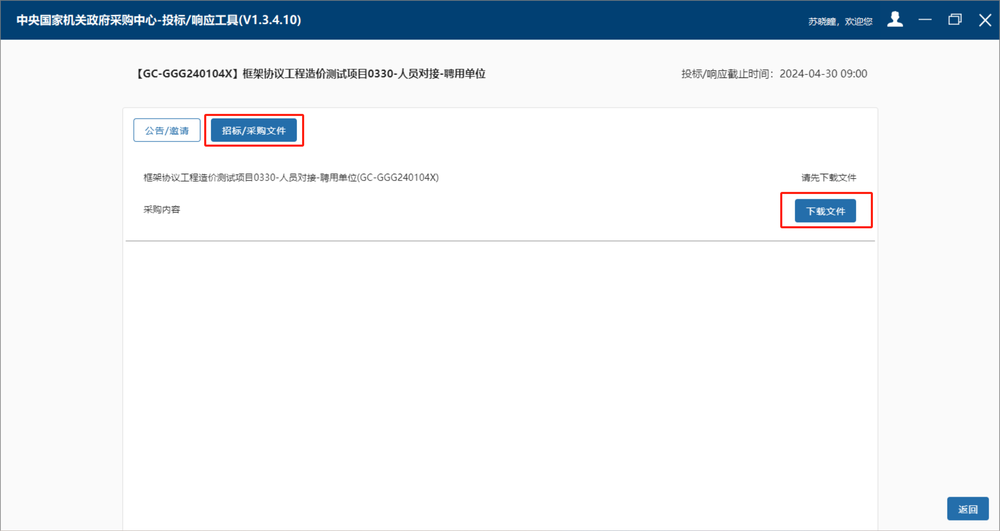 中央国家机关政府采购中心-投标/响应工具(V1.3.4.10)
苏晓瞳，欢迎您
【GC-GGG240104X】框架协议工程造价测试项目0330-人员对接-聘用单位
投标/响应截止时间：2024-04-30 09:00
公告/邀请
招标/采购文件
框架协议工程造价测试项目0330-人员对接-聘用单位(GC-GGG240104X)
请先下载文件
采购内容
下载文件
返回